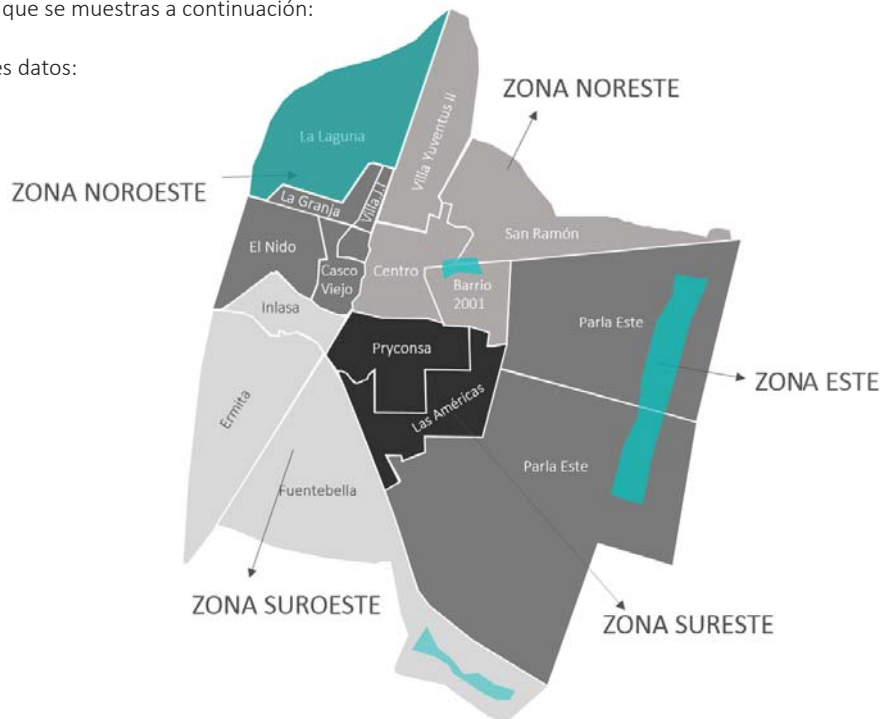 que se muestras a continuación:
es datos:
ZONA NORESTE
Villa Yuventus II
La Laguna
ZONA NOROESTE
La Granja
Villa J.I
San Ramón
El Nido
Casco
Viejo
Centro
Barrio
2001
Inlasa
Parla Este
Pryconsa
ZONA ESTE
Ermita
Las Américas
Parla Este
Fuentebella
ZONA SUROESTE
ZONA SURESTE